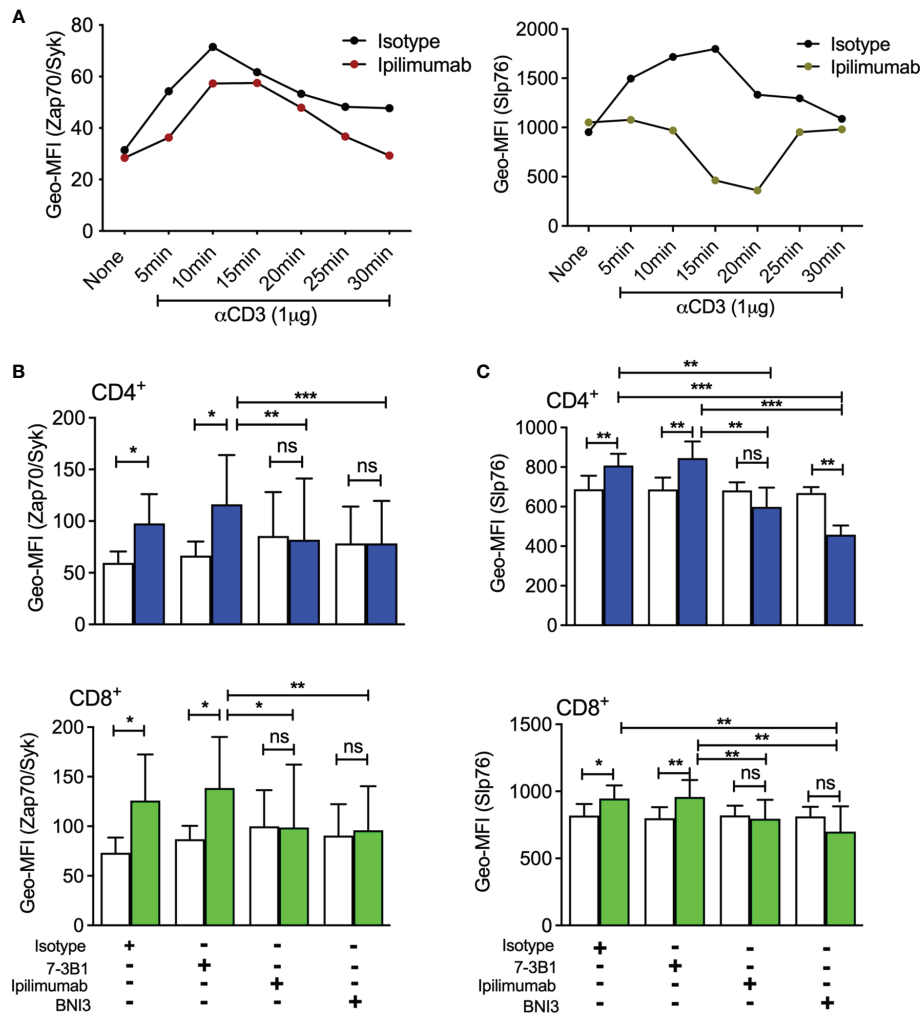 A
Geo-MFI (Zap70/Syk)
80
60
40
20
0
Isotype
Ipilimumab
None
5min
10min
15min
20min
25min
30min
αCD3 (1µg)
Geo-MFI (Slp76)
2000
1500
1000
500
0
Isotype
Ipilimumab
None
5min
10min
15min
20min
25min
30min
αCD3 (1µg)
B
CD4+
Geo-MFI (Zap70/Syk)
200
150
100
50
0
*
*
**
***
ns
ns
CD8+
Geo-MFI (Zap70/Syk)
200
150
100
50
0
*
*
*
**
ns
ns
Isotype + - - -
7-3B1 - + - -
Ipilimumab - - + -
BNI3 - - - +
C
CD4+
Geo-MFI (Slp76)
1000
800
600
400
200
0
**
***
***
**
**
**
ns
**
CD8+
Geo-MFI (Slp76)
1500
1000
500
0
**
**
**
*
**
ns
ns
Isotype + - - -
7-3B1 - + - -
Ipilimumab - - + -
BNI3 - - - +